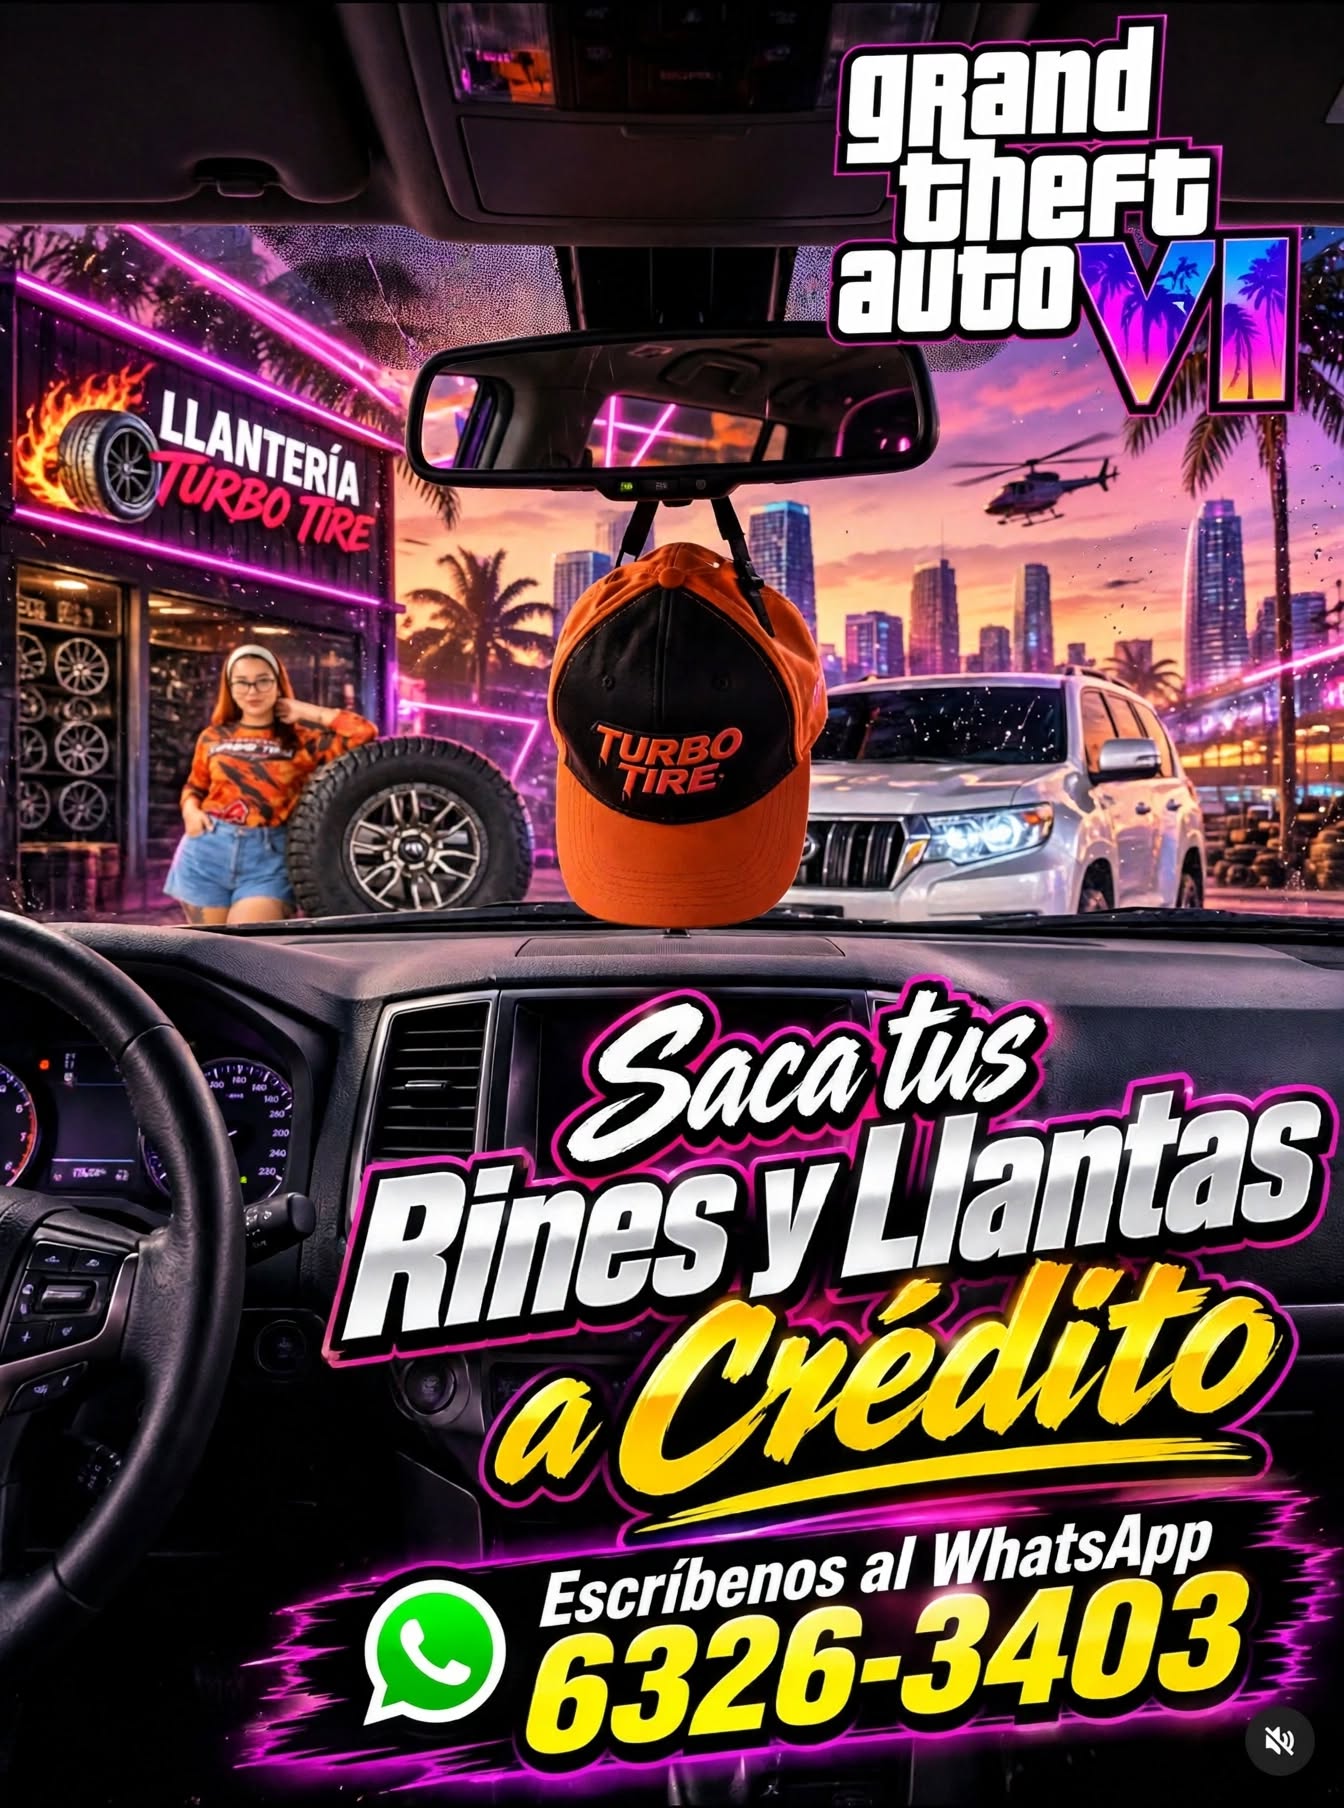 grand
theft
auto VI
LLANTERÍA
TURBO TIRE
TURBO
TIRE
Saca tus
Rines y Llantas
a Crédito
Escríbenos al WhatsApp
6326-3403